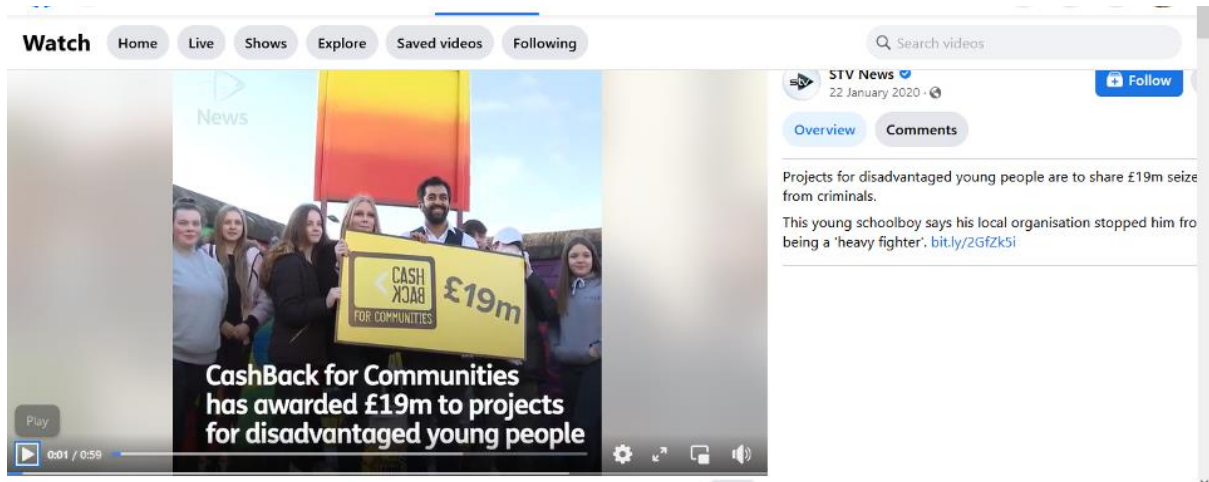 Watch Home Live Shows Explore Saved videos Following
Search videos
News
CASH
BACK
FOR COMMUNITIES
£19m
CashBack for Communities
has awarded £19m to projects
for disadvantaged young people
Play
0:01 / 0:59
stv
STV News
22 January 2020
Follow
Overview Comments
Projects for disadvantaged young people are to share £19m seize
from criminals.
This young schoolboy says his local organisation stopped him fro
being a 'heavy fighter'. bit.ly/2GfZk5i